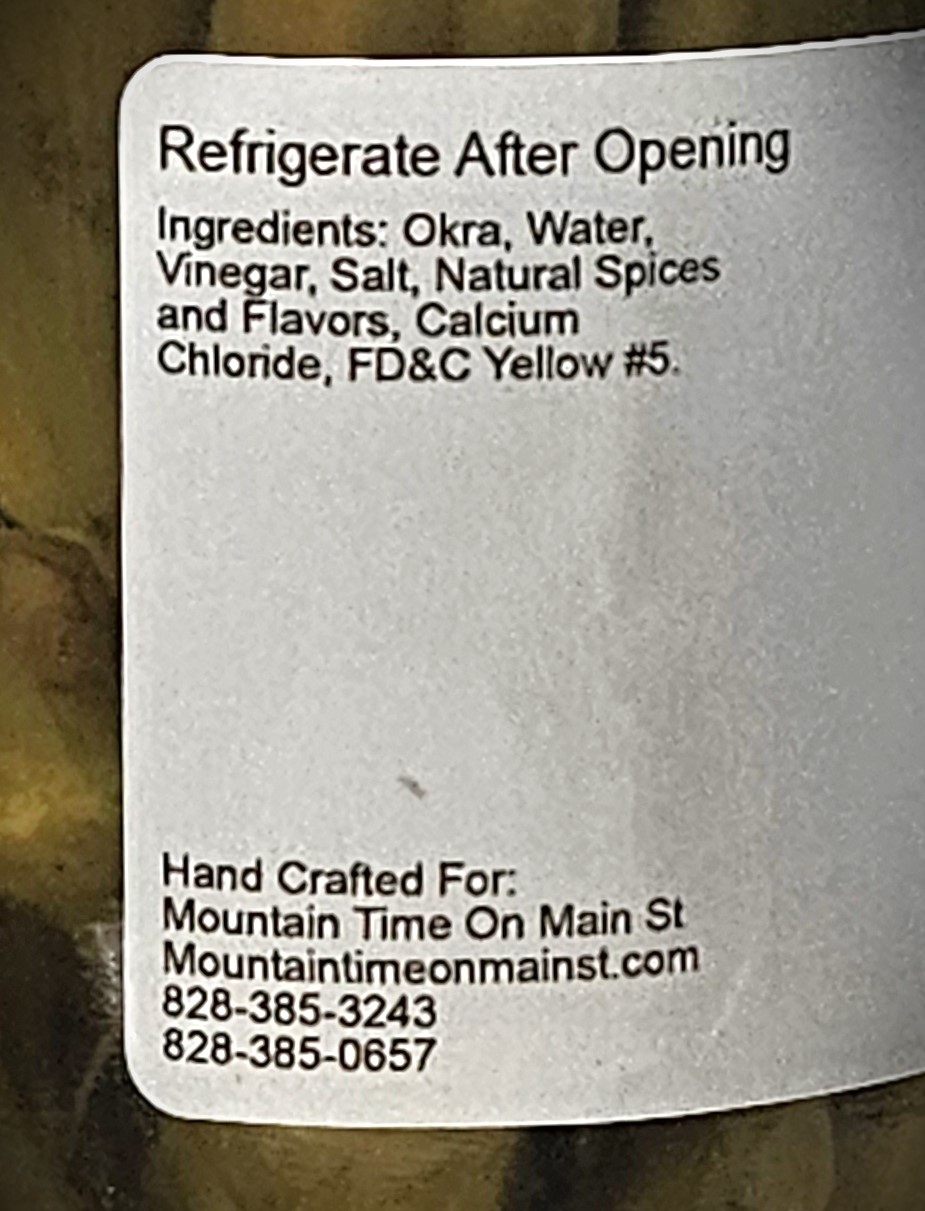 Refrigerate After Opening
Ingredients: Okra, Water,
Vinegar, Salt, Natural Spices
and Flavors, Calcium
Chloride, FD&C Yellow #5.
Hand Crafted For:
Mountain Time On Main St
Mountaintimeonmainst.com
828-385-3243
828-385-0657